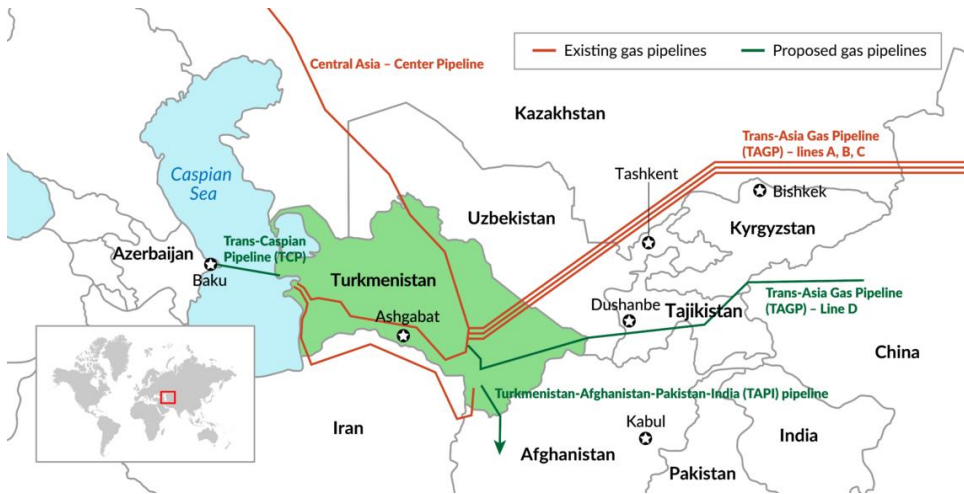 Existing gas pipelines
Proposed gas pipelines
Central Asia – Center Pipeline
Kazakhstan
Trans-Asia Gas Pipeline
(TAGP) – lines A, B, C
Caspian
Sea
Tashkent
Bishkek
Uzbekistan
Kyrgyzstan
Azerbaijan
Trans-Caspian
Pipeline (TCP)
Baku
Turkmenistan
Ashgabat
Dushanbe
Tajikistan
Trans-Asia Gas Pipeline
(TAGP) – Line D
China
Turkmenistan-Afghanistan-Pakistan-India (TAPI) pipeline
Iran
Kabul
Afghanistan
India
Pakistan